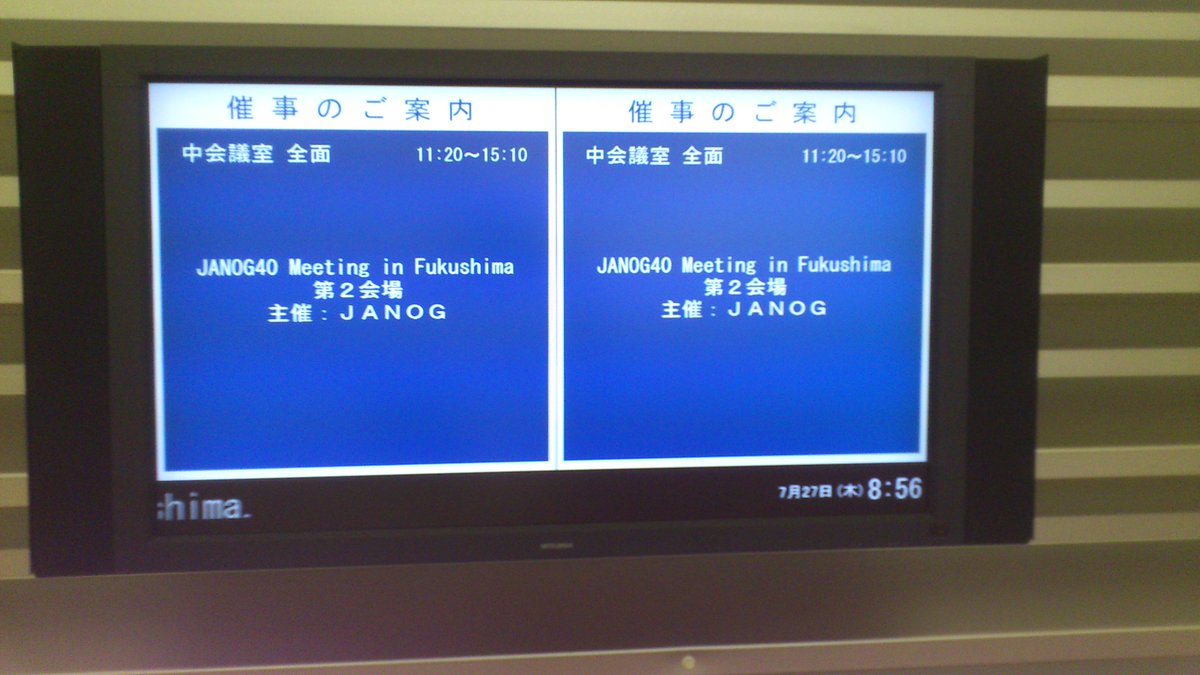 催事のご案内
中会議室 全面 11:20～15:10
JANOG40 Meeting in Fukushima
第２会場
主催：ＪＡＮＯＧ
催事のご案内
中会議室 全面 11:20～15:10
JANOG40 Meeting in Fukushima
第２会場
主催：ＪＡＮＯＧ
shima.
7月27日(木) 8:56